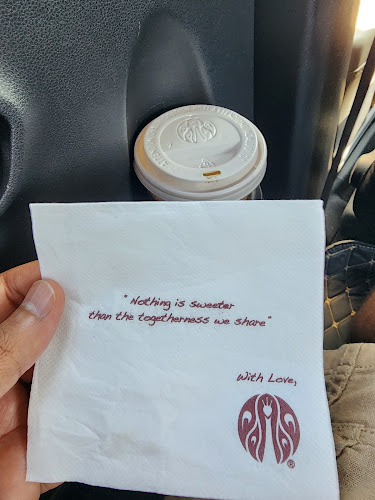 "Nothing is sweeter
than the togetherness we share"
With Love,
®